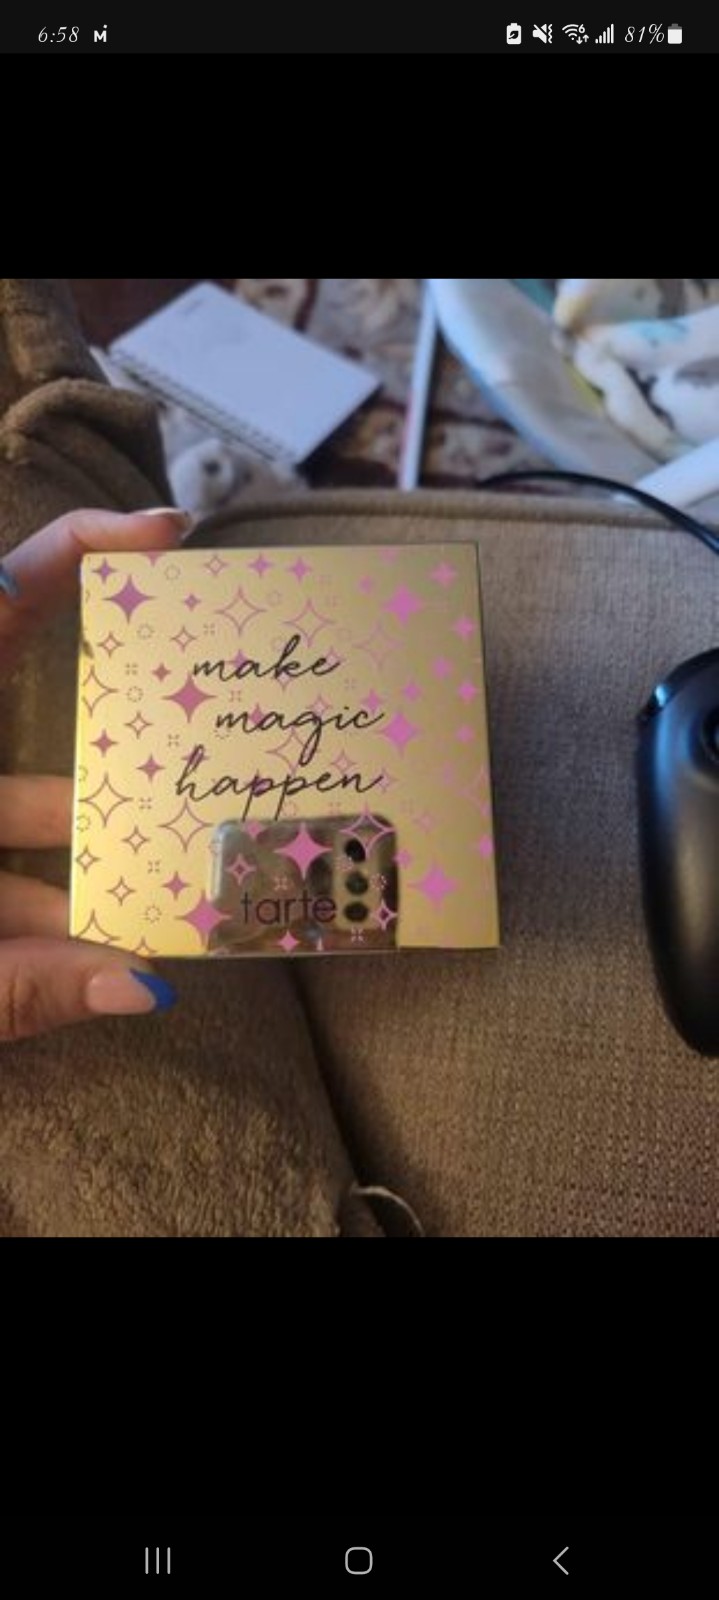 6:58
81%
make
magic
happen
tarte